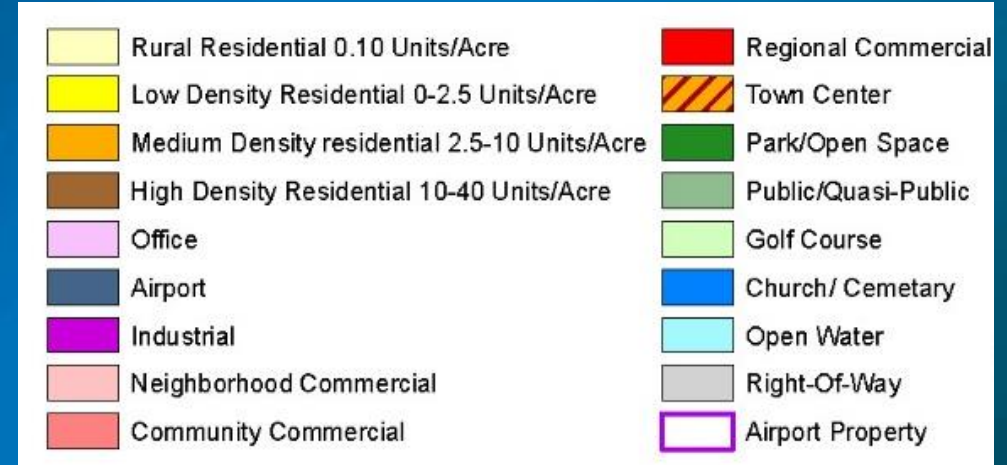 Rural Residential 0.10 Units/Acre
Low Density Residential 0-2.5 Units/Acre
Medium Density residential 2.5-10 Units/Acre
High Density Residential 10-40 Units/Acre
Office
Airport
Industrial
Neighborhood Commercial
Community Commercial
Regional Commercial
Town Center
Park/Open Space
Public/Quasi-Public
Golf Course
Church/ Cemetary
Open Water
Right-Of-Way
Airport Property